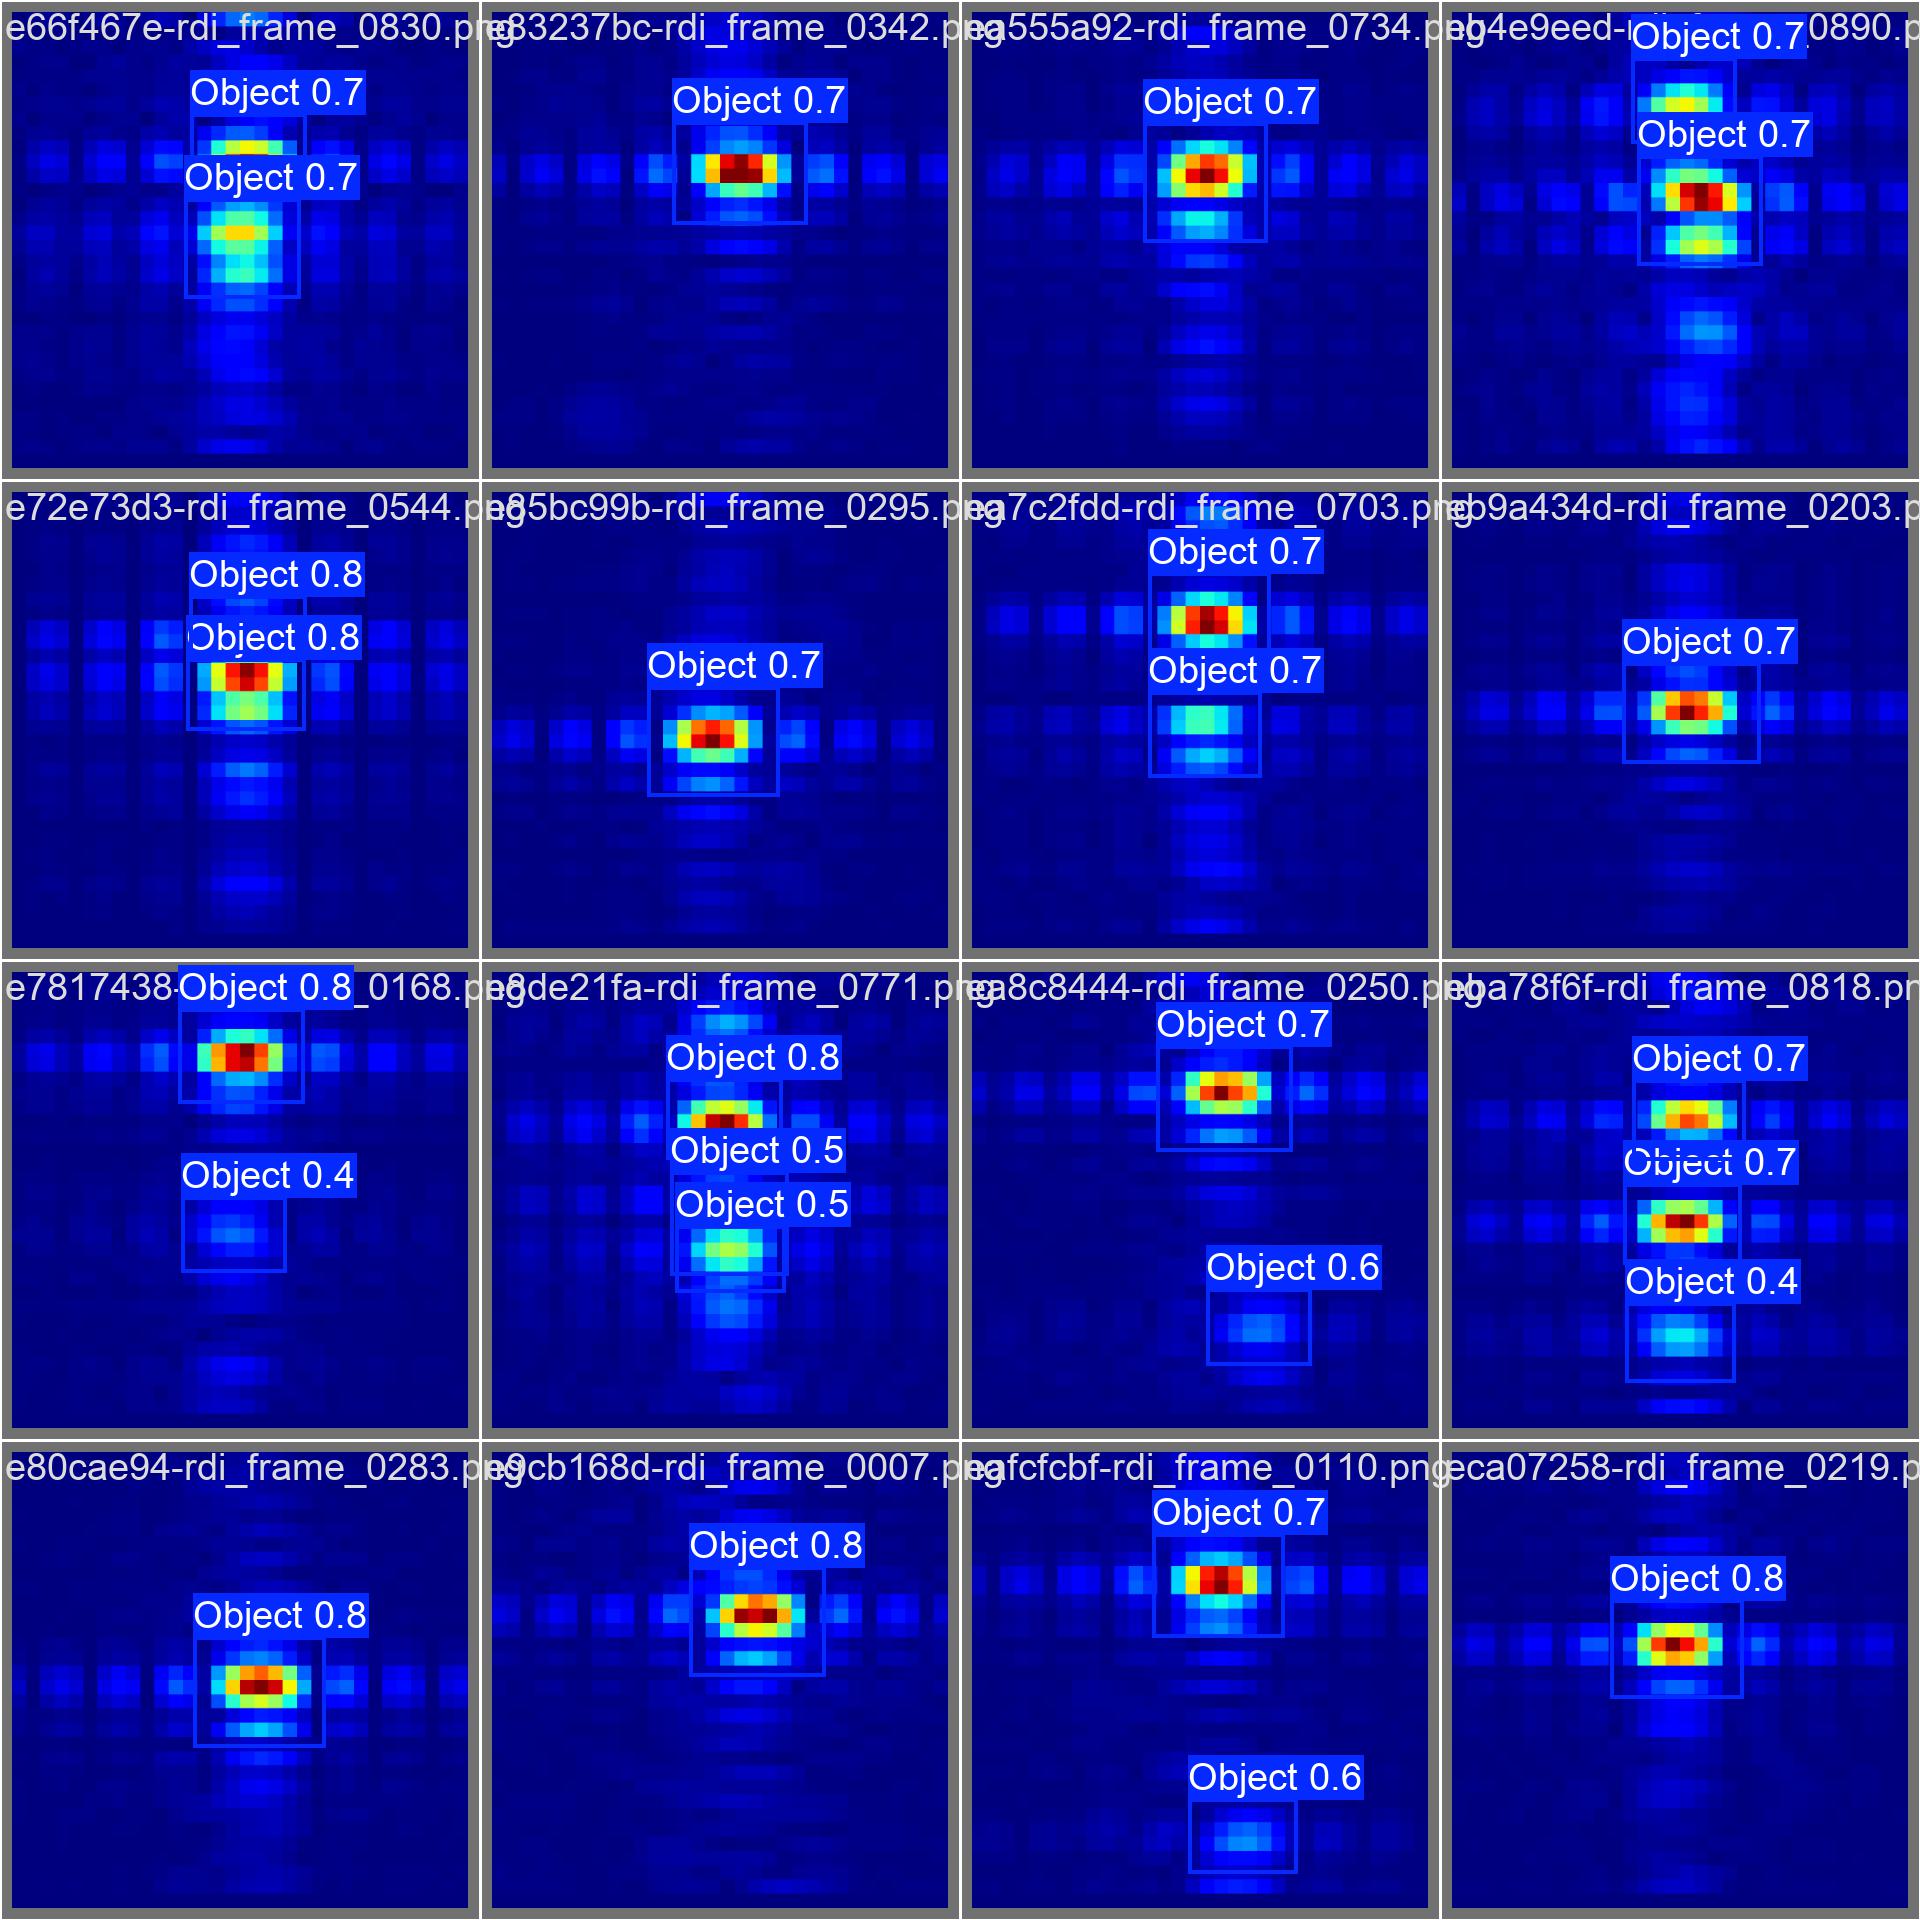 e66f467e-rdi_frame_0830.png
Object 0.7
Object 0.7
e83237bc-rdi_frame_0342.png
Object 0.7
ea555a92-rdi_frame_0734.png
Object 0.7
eb4e9eed- 0890.p
Object 0.7
Object 0.7
e72e73d3-rdi_frame_0544.png
Object 0.8
Object 0.8
e85bc99b-rdi_frame_0295.png
Object 0.7
ea7c2fdd-rdi_frame_0703.png
Object 0.7
Object 0.7
eb9a434d-rdi_frame_0203.p
Object 0.7
e7817438- _0168.png
Object 0.8
Object 0.4
e8de21fa-rdi_frame_0771.png
Object 0.8
Object 0.5
Object 0.5
ea8c8444-rdi_frame_0250.png
Object 0.7
Object 0.6
eba78f6f-rdi_frame_0818.pn
Object 0.7
Object 0.7
Object 0.4
e80cae94-rdi_frame_0283.png
Object 0.8
e9cb168d-rdi_frame_0007.png
Object 0.8
eafcfcbf-rdi_frame_0110.png
Object 0.7
Object 0.6
eca07258-rdi_frame_0219.p
Object 0.8